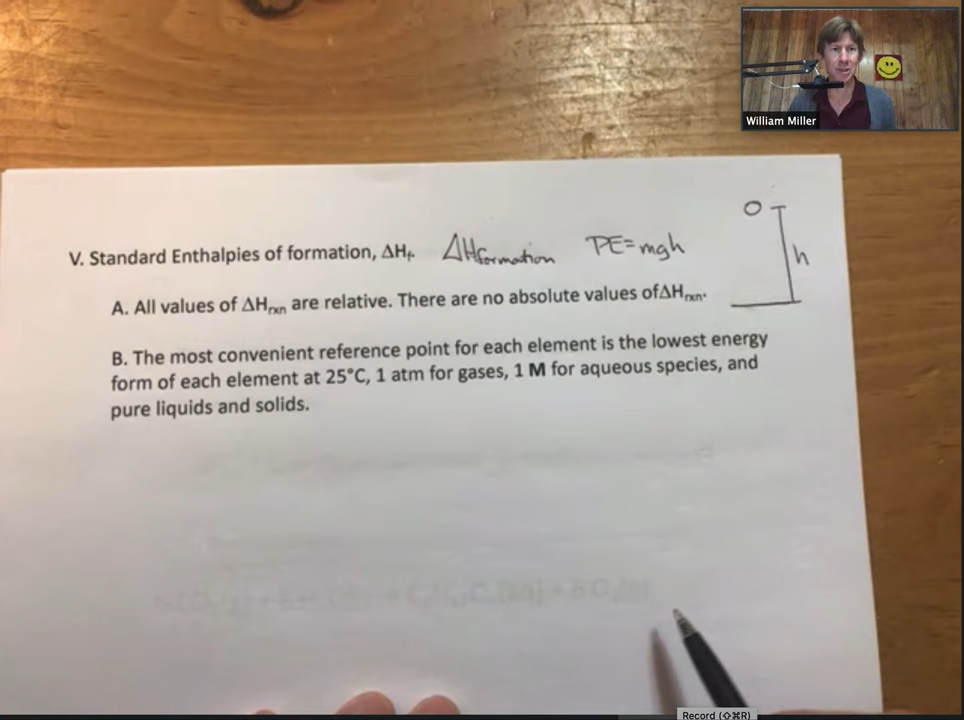 William Miller
V. Standard Enthalpies of formation, ΔHf. ΔHformation PE=mgh
h
A. All values of ΔHrxn are relative. There are no absolute values ofΔHrxn.
B. The most convenient reference point for each element is the lowest energy
form of each element at 25°C, 1 atm for gases, 1 M for aqueous species, and
pure liquids and solids.
Record (⇧⌘R)